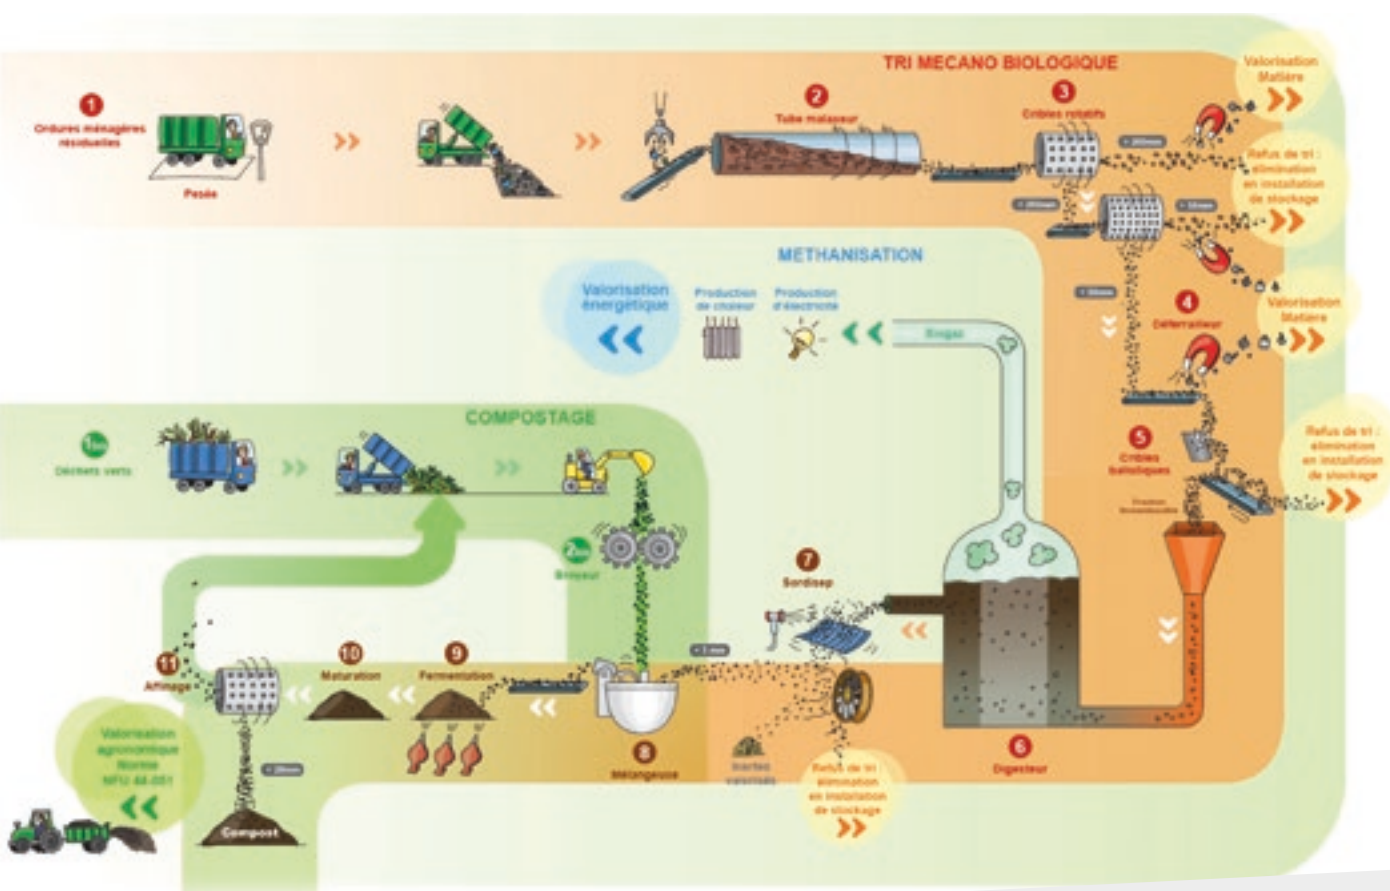 TRI MECANO BIOLOGIQUE
Valorisation
Matière
1
Ordures ménagères
résiduelles
Pesée
2
Tube malaxeur
3
Cribles rotatifs
Refus de tri :
élimination
en installation
de stockage
METHANISATION
Valorisation
énergétique
Production
de chaleur
Production
d'électricité
Biogaz
4
Déferrailleur
Valorisation
Matière
COMPOSTAGE
1bis
Déchets verts
5
Cribles
balistiques
Refus de tri :
élimination
en installation
de stockage
2bis
Broyeur
7
Sordisep
11
Affinage
10
Maturation
9
Fermentation
8
Mélangeuse
6
Digesteur
Inertes
valorisés
Refus de tri :
élimination
en installation
de stockage
Valorisation
agronomique
Norme
NFU 44-051
Compost